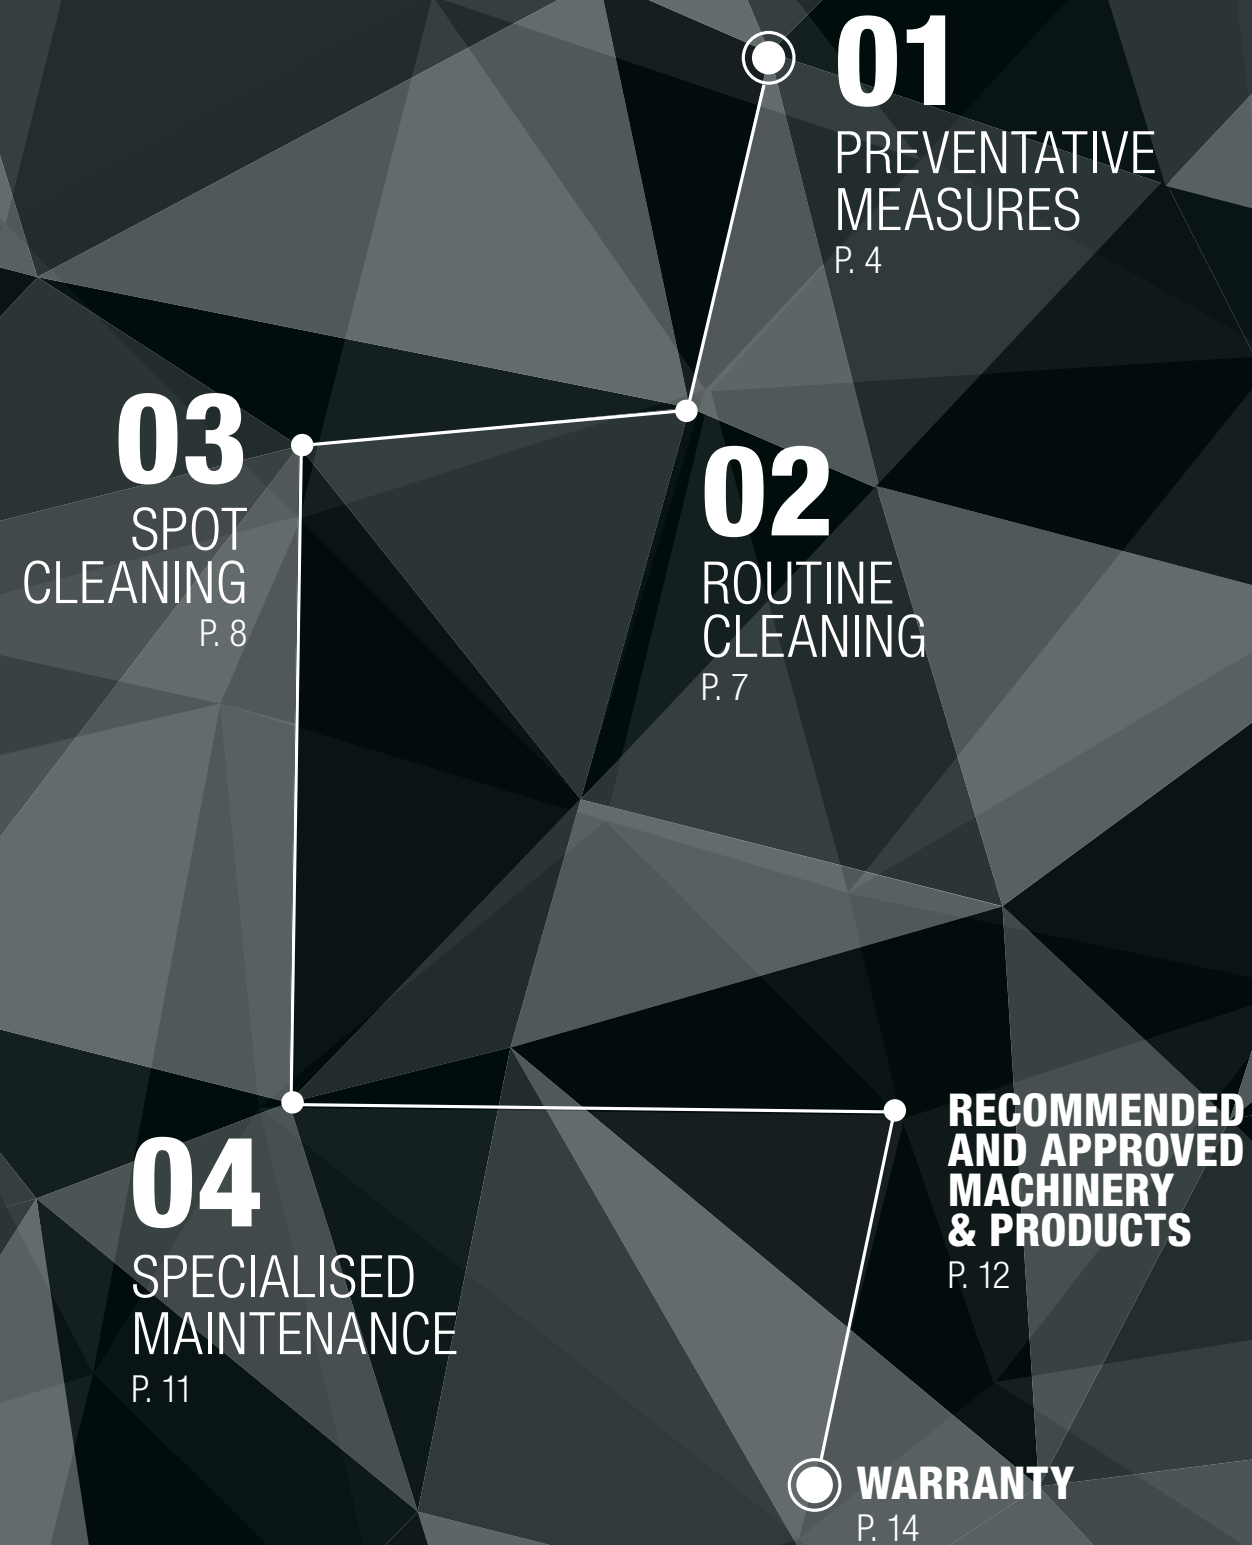 01
PREVENTATIVE
MEASURES
P. 4
02
ROUTINE
CLEANING
P. 7
03
SPOT
CLEANING
P. 8
04
SPECIALISED
MAINTENANCE
P. 11
RECOMMENDED
AND APPROVED
MACHINERY
& PRODUCTS
P. 12
WARRANTY
P. 14